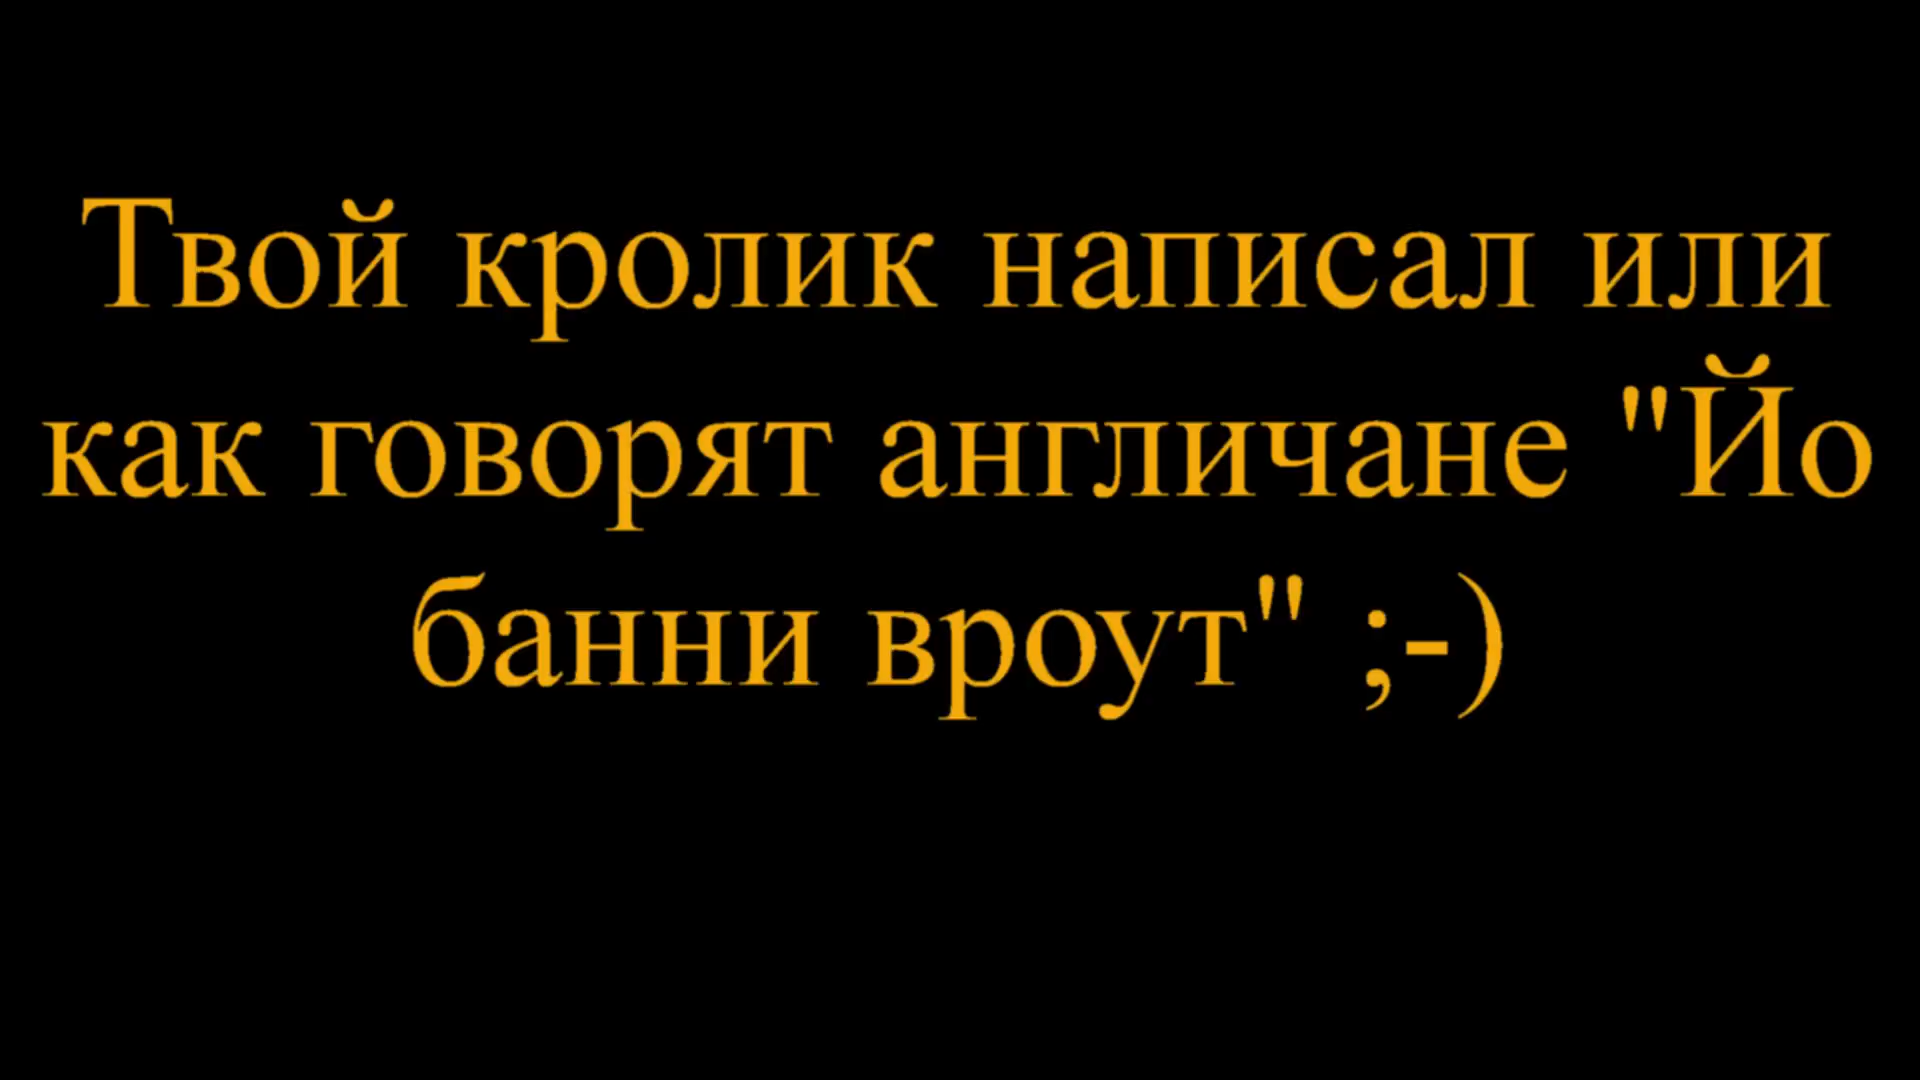 Твой кролик написал или
как говорят англичане "Йо
банни вроут" ;-)